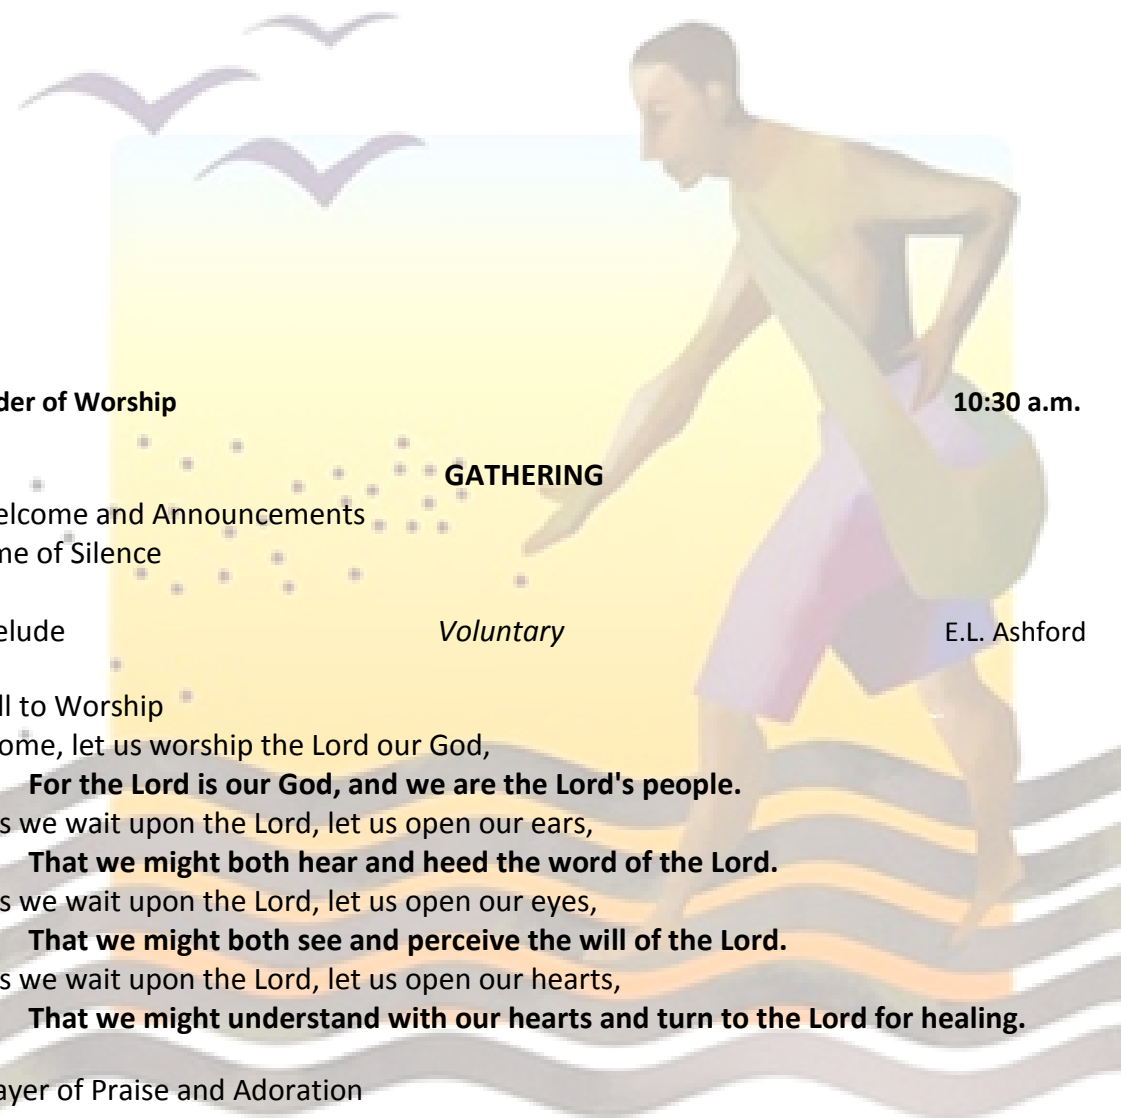 der of Worship 10:30 a.m.
GATHERING
elcome and Announcements
me of Silence
elude Voluntary E.L. Ashford
ll to Worship
ome, let us worship the Lord our God,
For the Lord is our God, and we are the Lord's people.
s we wait upon the Lord, let us open our ears,
That we might both hear and heed the word of the Lord.
s we wait upon the Lord, let us open our eyes,
That we might both see and perceive the will of the Lord.
s we wait upon the Lord, let us open our hearts,
That we might understand with our hearts and turn to the Lord for healing.
ayer of Praise and Adoration